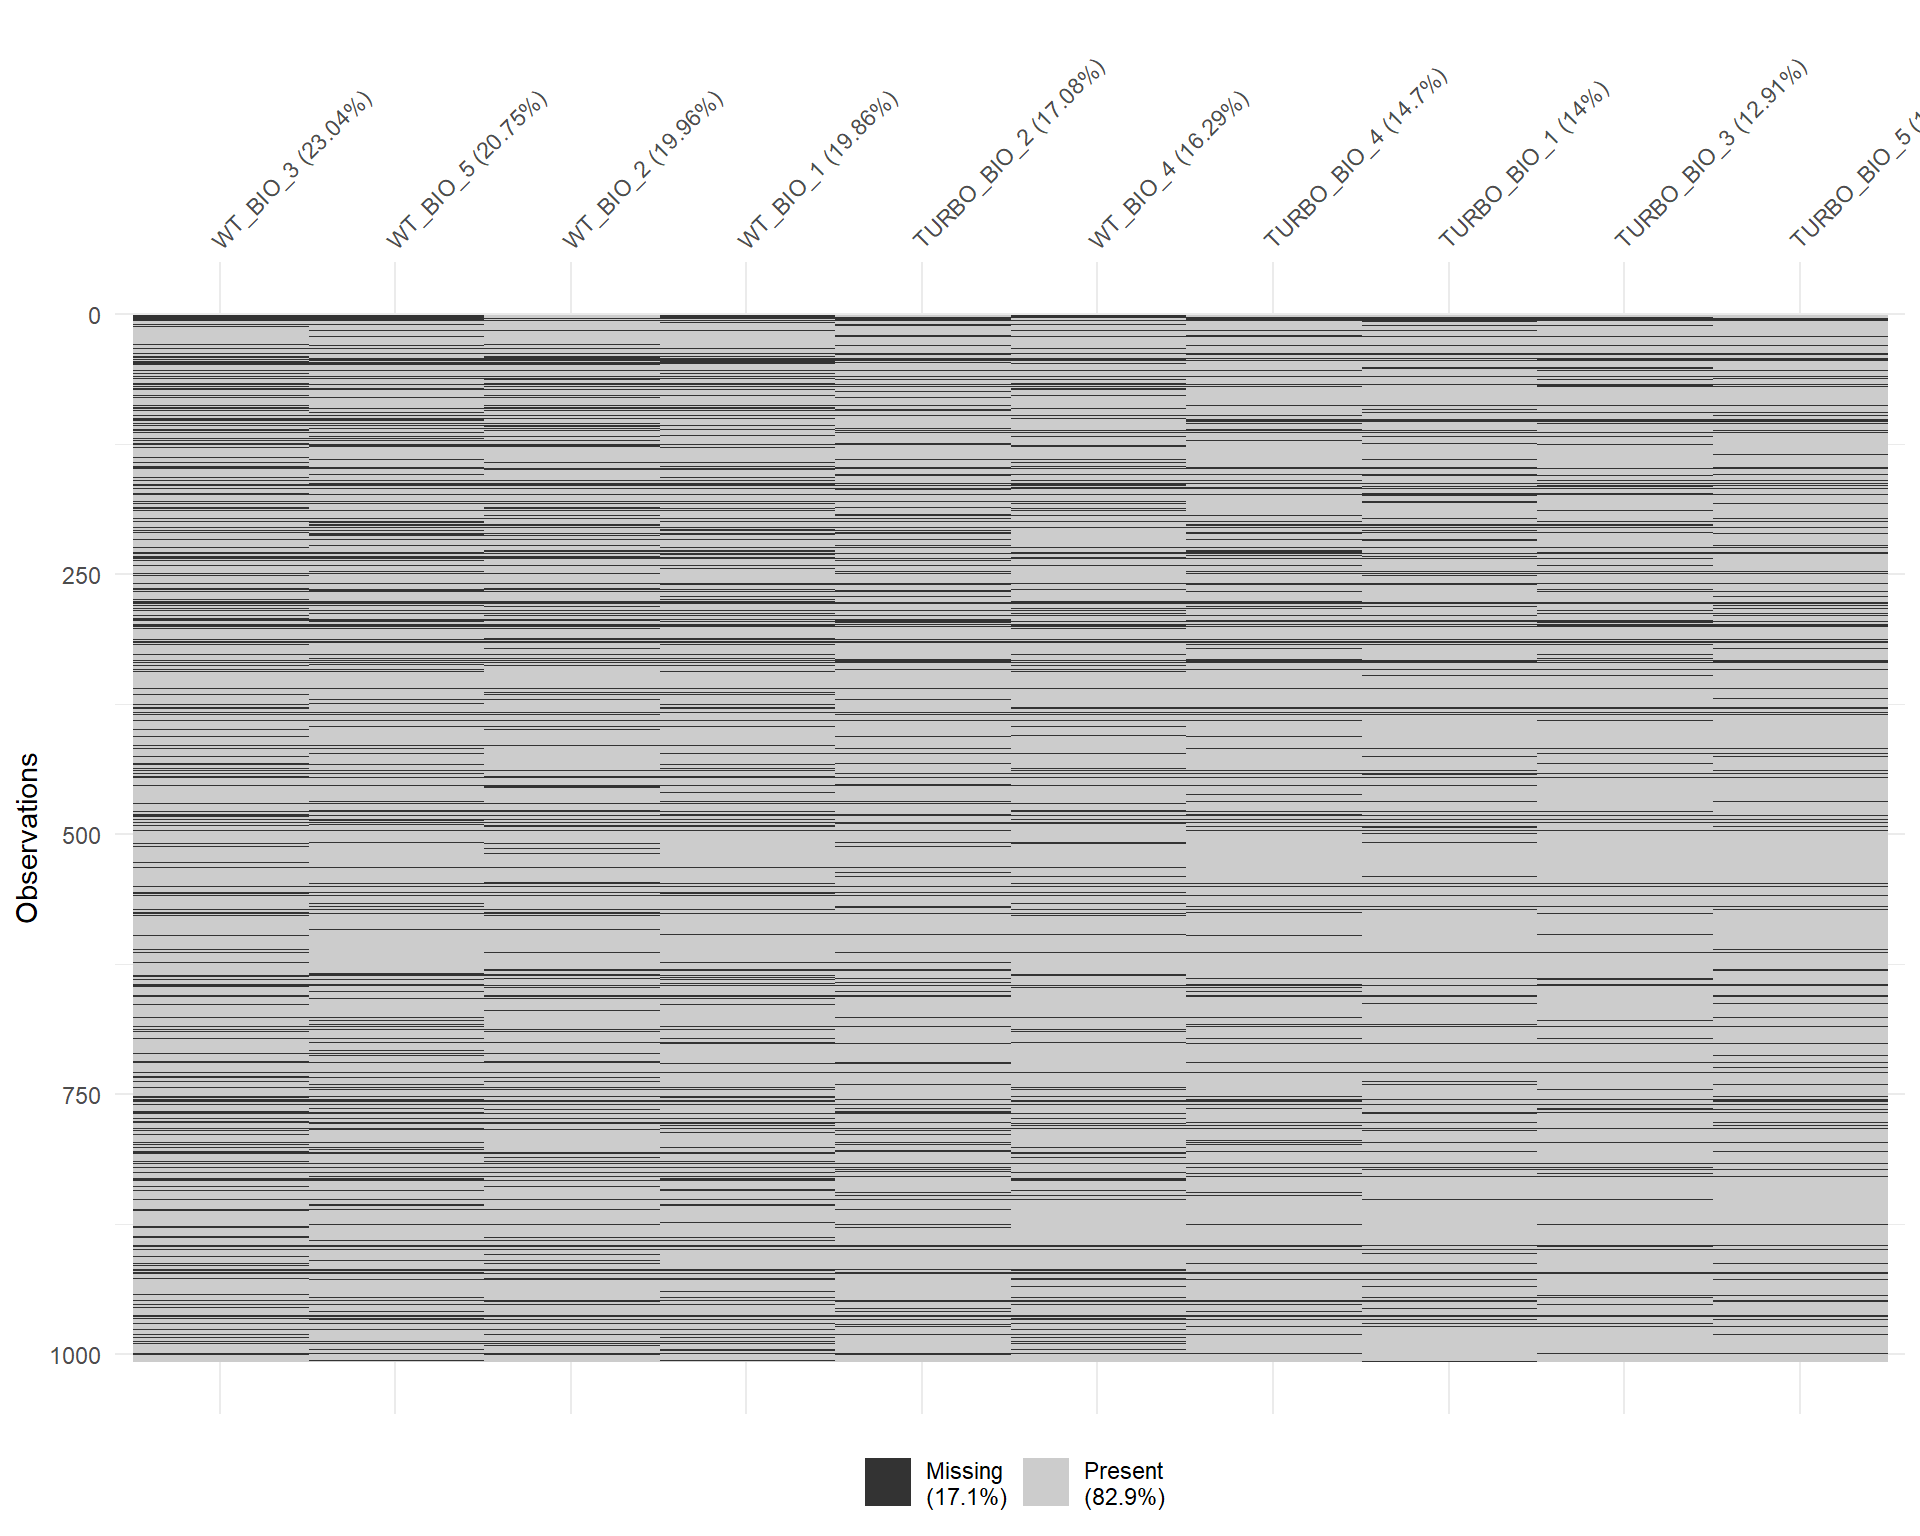 WT_BIO_3 (23.04%)
WT_BIO_5 (20.75%)
WT_BIO_2 (19.96%)
WT_BIO_1 (19.86%)
TURBO_BIO_2 (17.08%)
WT_BIO_4 (16.29%)
TURBO_BIO_4 (14.7%)
TURBO_BIO_1 (14%)
TURBO_BIO_3 (12.91%)
TURBO_BIO_5
0
250
500
750
1000
Observations
Missing
(17.1%)
Present
(82.9%)